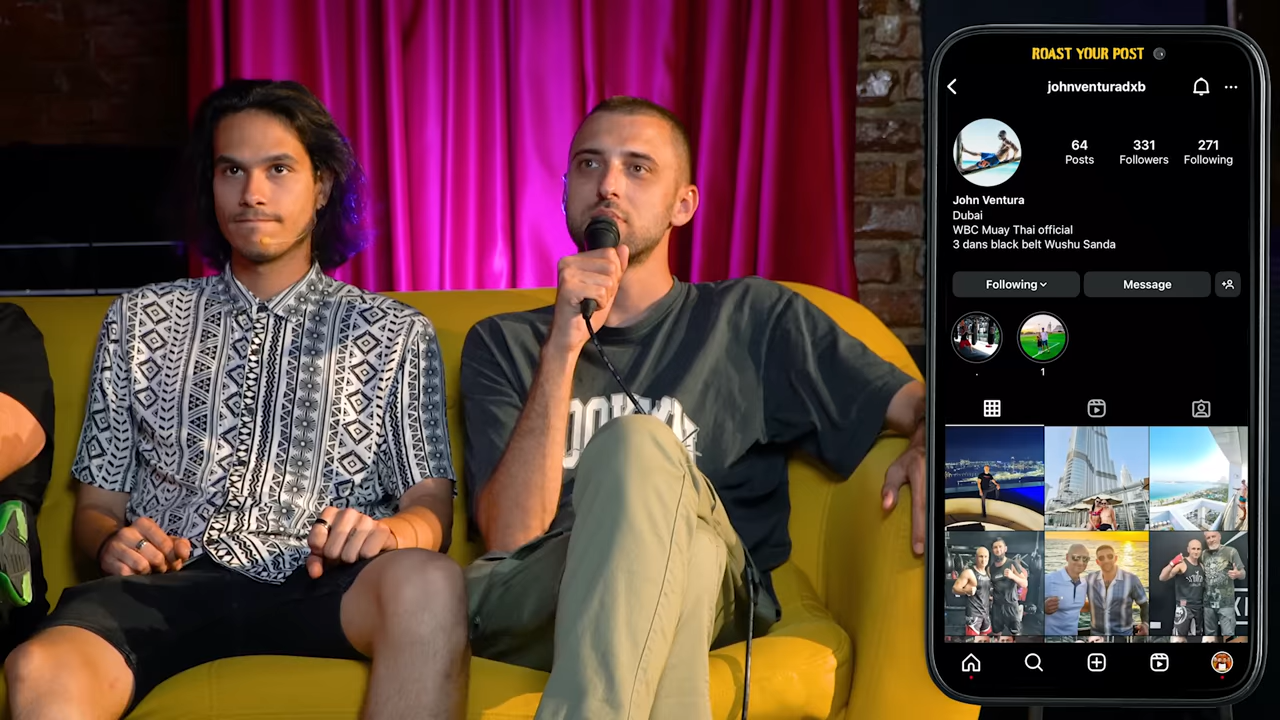 ROAST YOUR POST
johnventuradxb
64 331 271
Posts Followers Following
John Ventura
Dubai
WBC Muay Thai official
3 dans black belt Wushu Sanda
Following Message
. 1